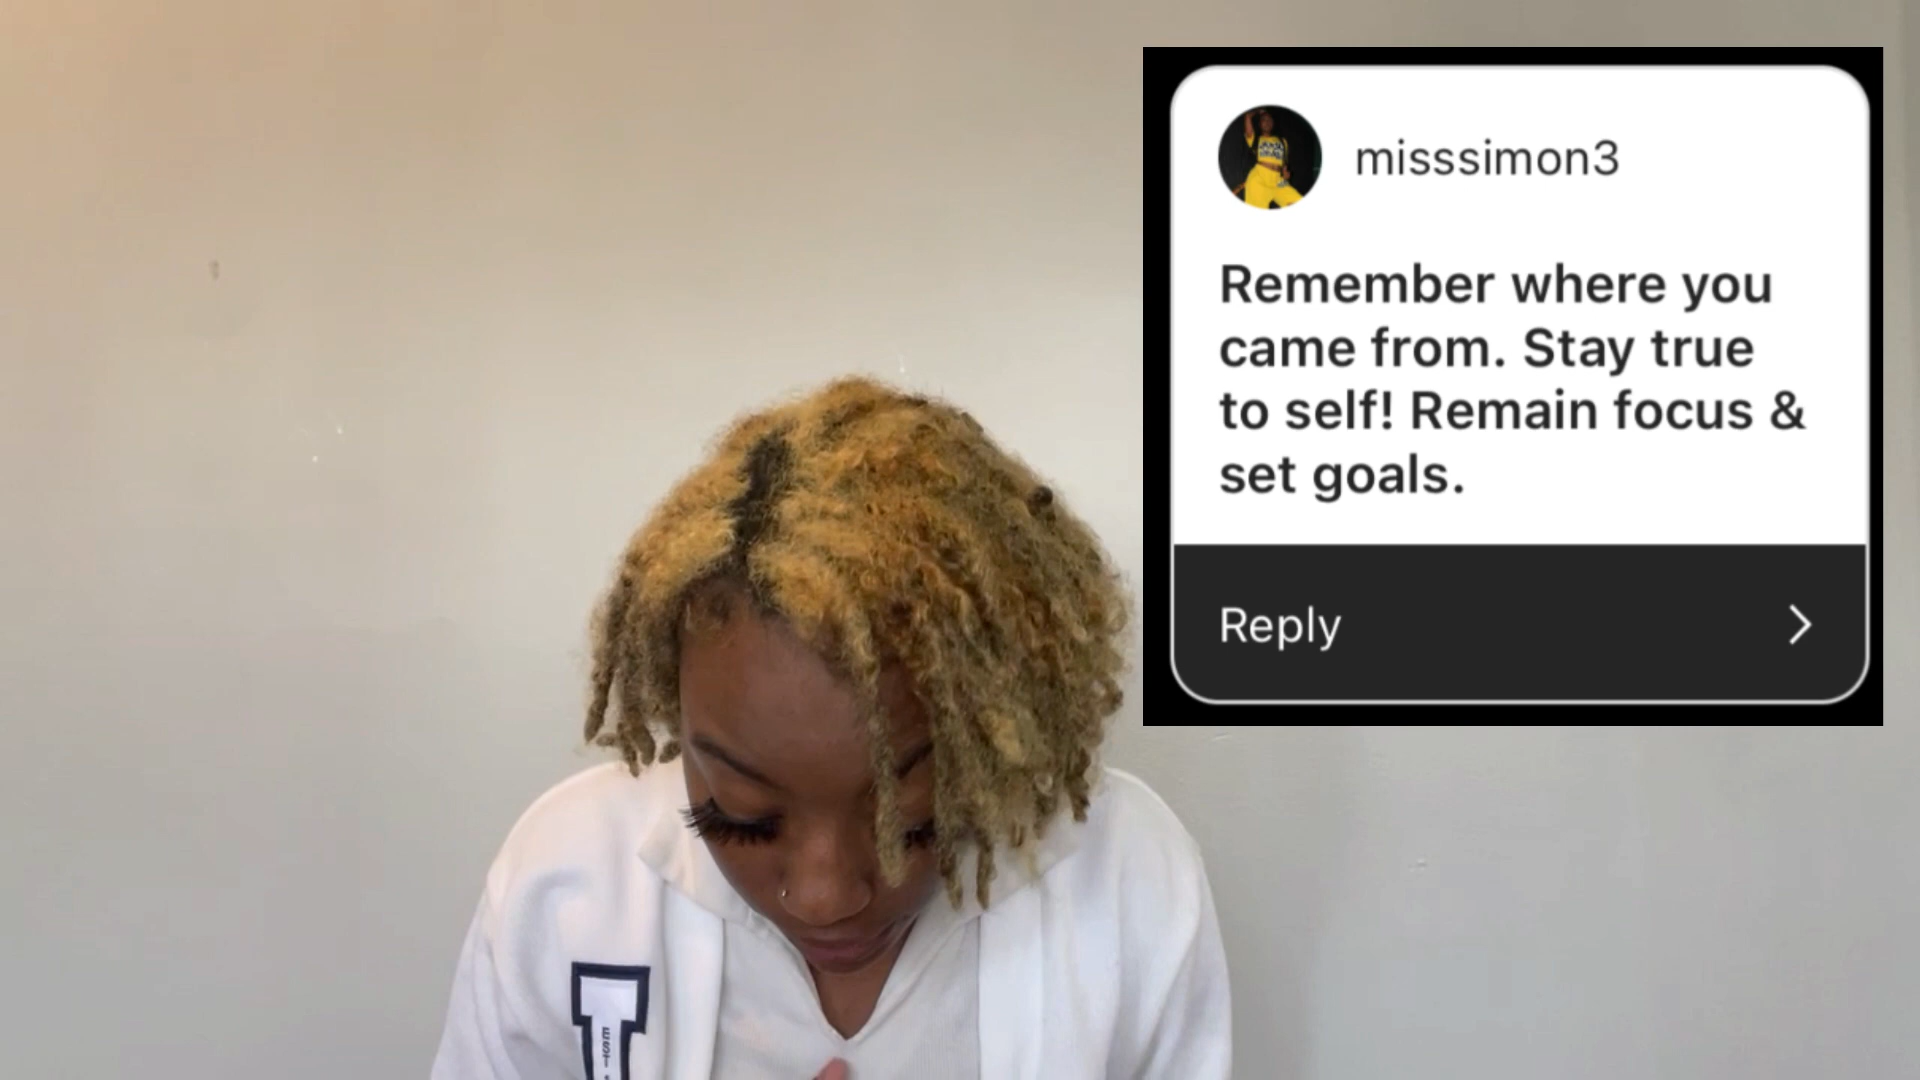 misssimon3
Remember where you
came from. Stay true
to self! Remain focus &
set goals.
Reply